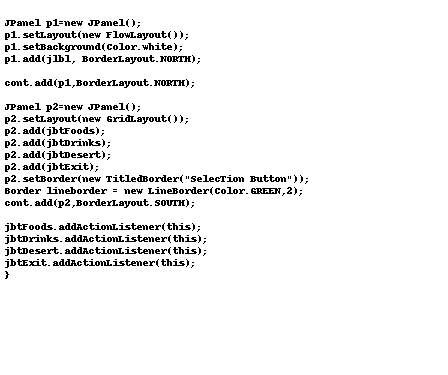 JPanel p1=new JPanel();
p1.setLayout(new FlowLayout());
p1.setBackground(Color.white);
p1.add(jlbl, BorderLayout.NORTH);
cont.add(p1,BorderLayout.NORTH);
JPanel p2=new JPanel();
p2.setLayout(new GridLayout());
p2.add(jbtFoods);
p2.add(jbtDrinks);
p2.add(jbtDesert);
p2.add(jbtExit);
p2.setBorder(new TitledBorder("SelecTion Button"));
Border lineborder = new LineBorder(Color.GREEN,2);
cont.add(p2,BorderLayout.SOUTH);
jbtFoods.addActionListener(this);
jbtDrinks.addActionListener(this);
jbtDesert.addActionListener(this);
jbtExit.addActionListener(this);
}